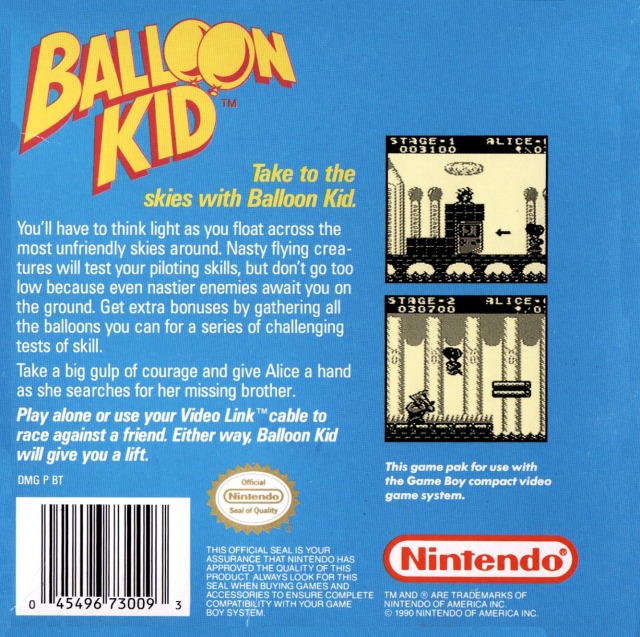 BALLOON
KID™
Take to the
skies with Balloon Kid.
You'll have to think light as you float across the
most unfriendly skies around. Nasty flying crea-
tures will test your piloting skills, but don't go too
low because even nastier enemies await you on
the ground. Get extra bonuses by gathering all
the balloons you can for a series of challenging
tests of skill.
Take a big gulp of courage and give Alice a hand
as she searches for her missing brother.
Play alone or use your Video Link™ cable to
race against a friend. Either way, Balloon Kid
will give you a lift.
DMG P BT
0 45496 73009 3
Official
Nintendo
Seal of Quality
THIS OFFICIAL SEAL IS YOUR
ASSURANCE THAT NINTENDO HAS
APPROVED THE QUALITY OF THIS
PRODUCT. ALWAYS LOOK FOR THIS
SEAL WHEN BUYING GAMES AND
ACCESSORIES TO ENSURE COMPLETE
COMPATIBILITY WITH YOUR GAME
BOY SYSTEM.
STAGE-1 ALICE-
003100
STAGE-2 ALICE-
030700
This game pak for use with
the Game Boy compact video
game system.
Nintendo®
TM AND ® ARE TRADEMARKS OF
NINTENDO OF AMERICA INC.
© 1990 NINTENDO OF AMERICA INC.